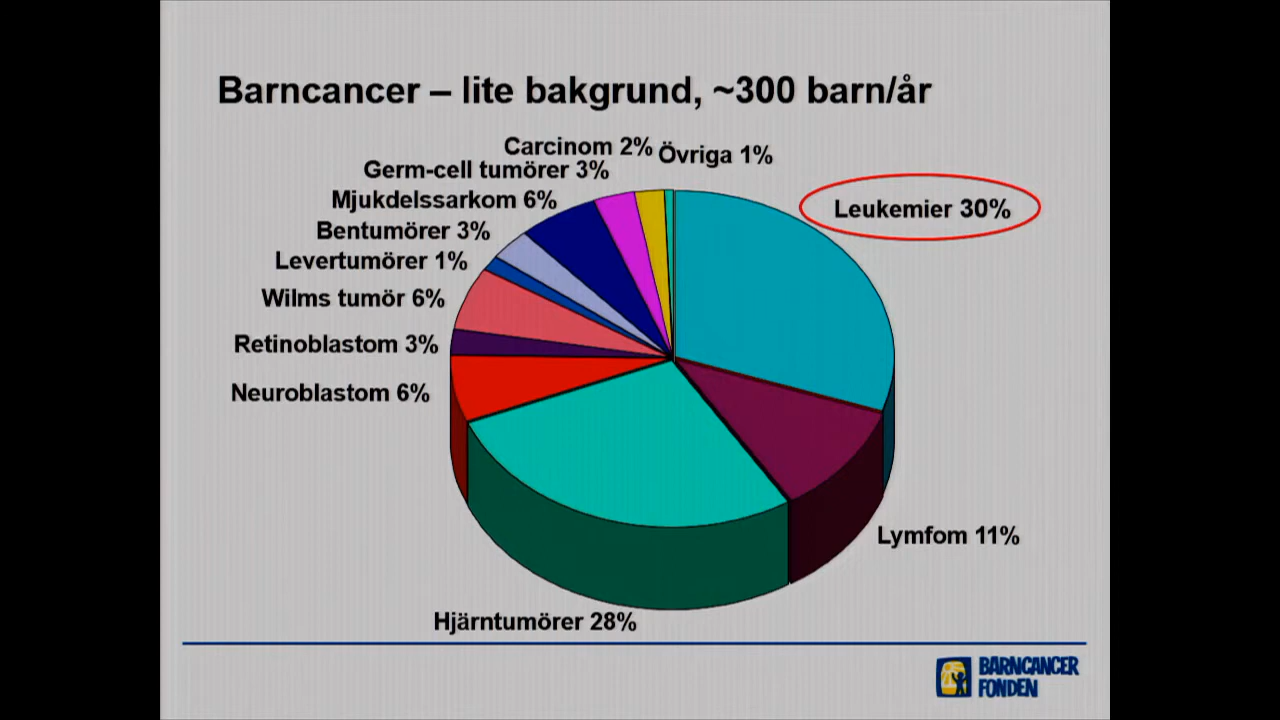 Barncancer – lite bakgrund, ~300 barn/år
Carcinom 2%
Övriga 1%
Germ-cell tumörer 3%
Mjukdelssarkom 6%
Leukemier 30%
Bentumörer 3%
Levertumörer 1%
Wilms tumör 6%
Retinoblastom 3%
Neuroblastom 6%
Lymfom 11%
Hjärntumörer 28%
BARNCANCER
FONDEN